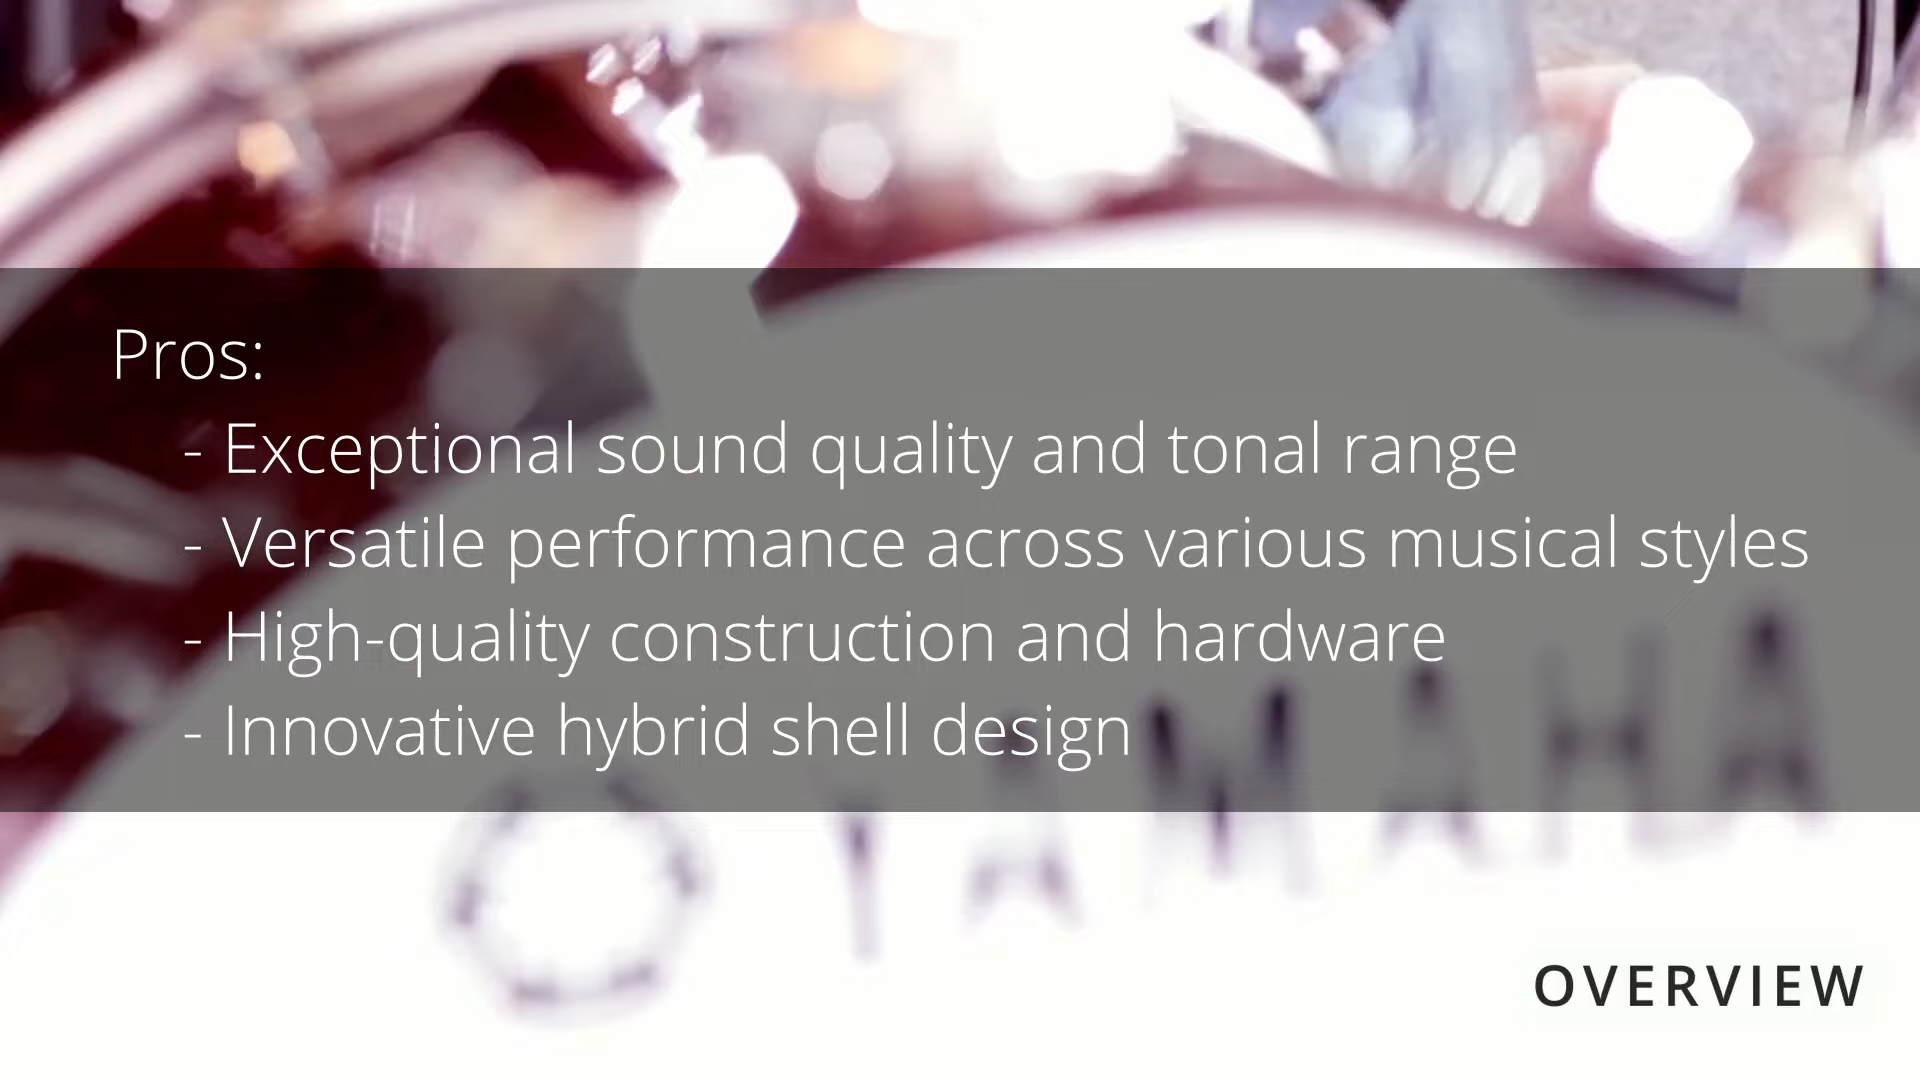 Pros:
- Exceptional sound quality and tonal range
- Versatile performance across various musical styles
- High-quality construction and hardware
- Innovative hybrid shell design
YAMAHA
OVERVIEW